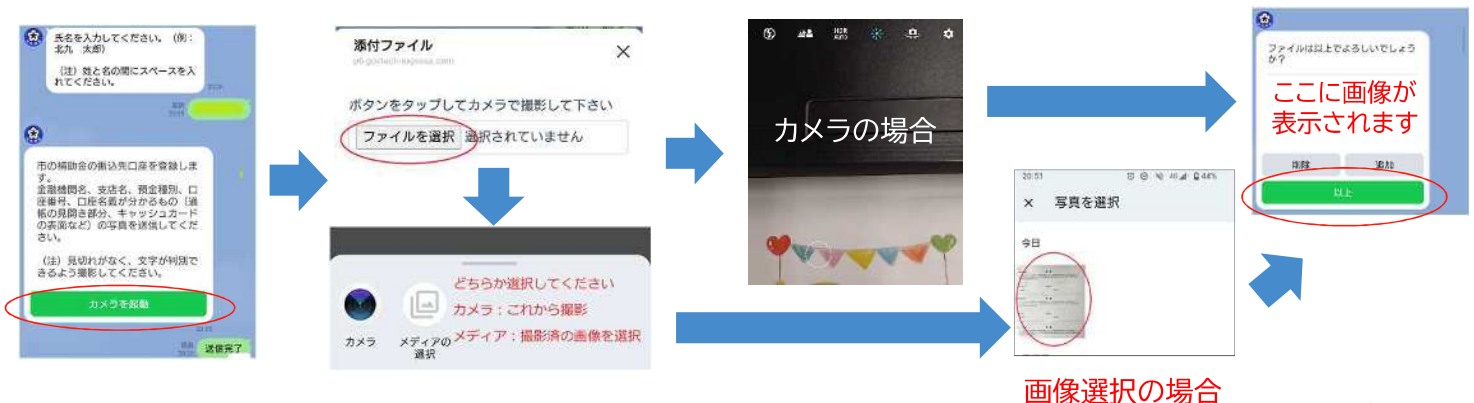 氏名を入力してください。(例:
北九 太郎)
(注)姓と名の間にスペースを入
れてください。
市の補助金の振込先口座を登録しま
す。
金融機関名、支店名、預金種別、口
座番号、口座名義が分かるもの(通
帳の見開き部分、キャッシュカード
の表面など)の写真を送信してくだ
さい。
(注)見切れがなく、文字が判別で
きるよう撮影してください。
カメラを起動
送信完了
添付ファイル
ボタンをタップしてカメラで撮影して下さい
ファイルを選択 選択されていません
どちらか選択してください
カメラ:これから撮影
メディア:撮影済の画像を選択
カメラ
メディアの
選択
HDR
AUTO
カメラの場合
20:51
4G 44%
写真を選択
今日
画像選択の場合
ファイルは以上でよろしいでしょう
か?
ここに画像が
表示されます
削除 追加
以上